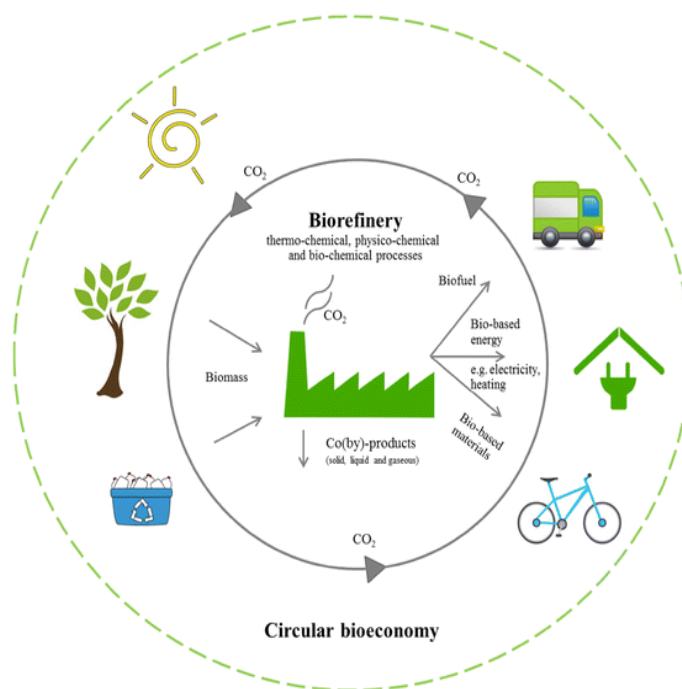 CO₂
CO₂
Biorefinery
thermo-chemical, physico-chemical
and bio-chemical processes
CO₂
Biofuel
Bio-based
energy
e.g. electricity,
heating
Bio-based
materials
Biomass
Co(by)-products
(solid, liquid and gaseous)
CO₂
Circular bioeconomy